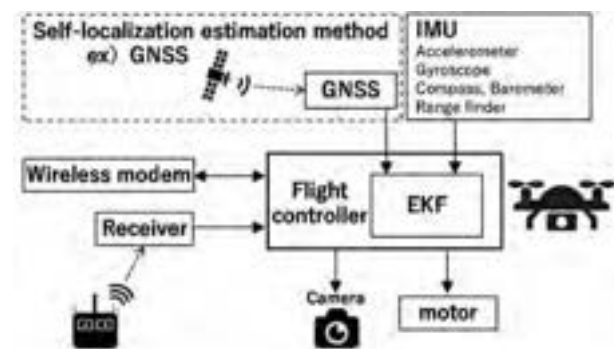 Self-localization estimation method
ex) GNSS
GNSS
IMU
Accelerometer
Gyroscope
Compass, Barometer
Range finder
Wireless modem
Flight
controller
EKF
Receiver
Camera
motor